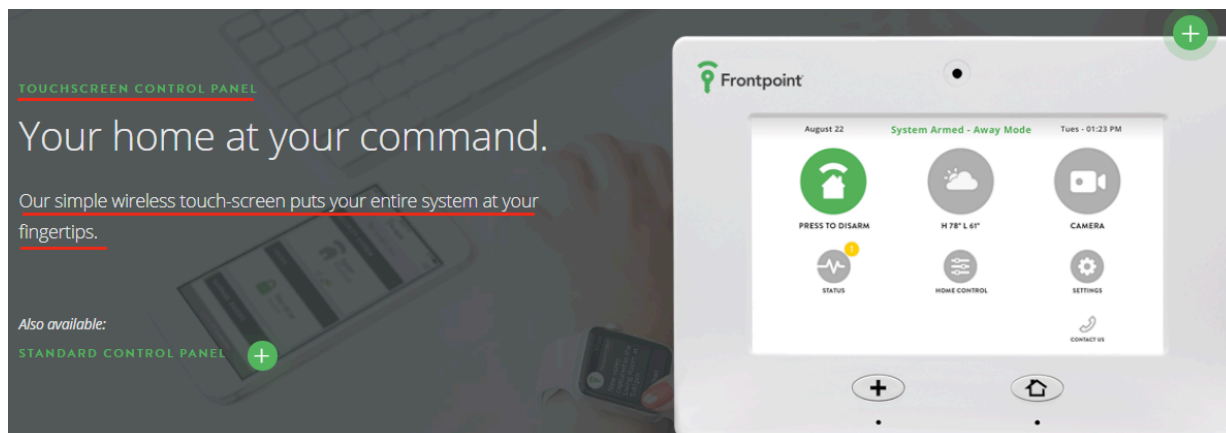 TOUCHSCREEN CONTROL PANEL
Your home at your command.
Our simple wireless touch-screen puts your entire system at your
fingertips.
Also available:
STANDARD CONTROL PANEL
Frontpoint
August 22
System Armed - Away Mode
Tues - 01:23 PM
PRESS TO DISARM
H 78° L 61°
CAMERA
1
STATUS
HOME CONTROL
SETTINGS
CONTACT US